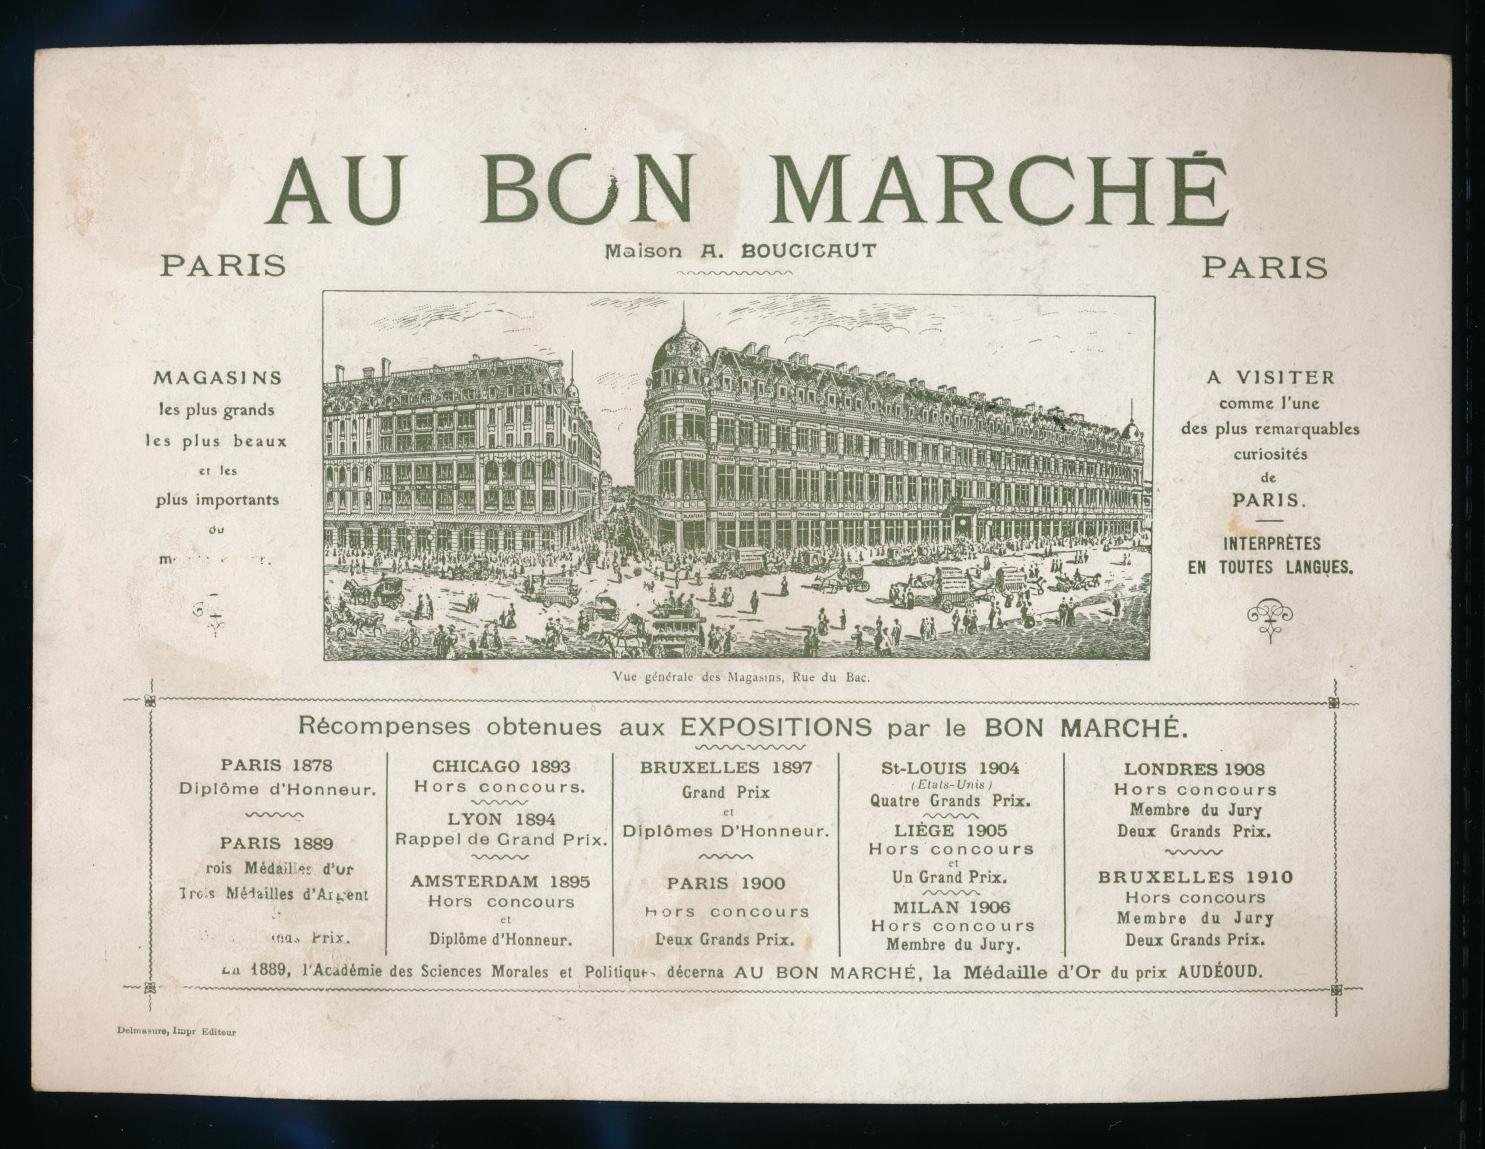 AU BON MARCHÉ
Maison A. BOUCICAUT
PARIS
PARIS
MAGASINS
les plus grands
les plus beaux
et les
plus importants
du
A VISITER
comme l'une
des plus remarquables
curiosités
de
PARIS.
INTERPRÈTES
EN TOUTES LANGUES.
Vue générale des Magasins, Rue du Bac.
Récompenses obtenues aux EXPOSITIONS par le BON MARCHÉ.
PARIS 1878
Diplôme d'Honneur.
PARIS 1889
rois Médailles d'Or
Trois Médailles d'Argent
Prix.
CHICAGO 1893
Hors concours.
LYON 1894
Rappel de Grand Prix.
AMSTERDAM 1895
Hors concours
et
Diplôme d'Honneur.
BRUXELLES 1897
Grand Prix
et
Diplômes D'Honneur.
PARIS 1900
Hors concours
Deux Grands Prix.
St-LOUIS 1904
(Etats-Unis)
Quatre Grands Prix.
LIÈGE 1905
Hors concours
et
Un Grand Prix.
MILAN 1906
Hors concours
Membre du Jury.
LONDRES 1908
Hors concours
Membre du Jury
Deux Grands Prix.
BRUXELLES 1910
Hors concours
Membre du Jury
Deux Grands Prix.
En 1889, l'Académie des Sciences Morales et Politiques décerna AU BON MARCHÉ, la Médaille d'Or du prix AUDÉOUD.
Delmasure, Impr Editeur